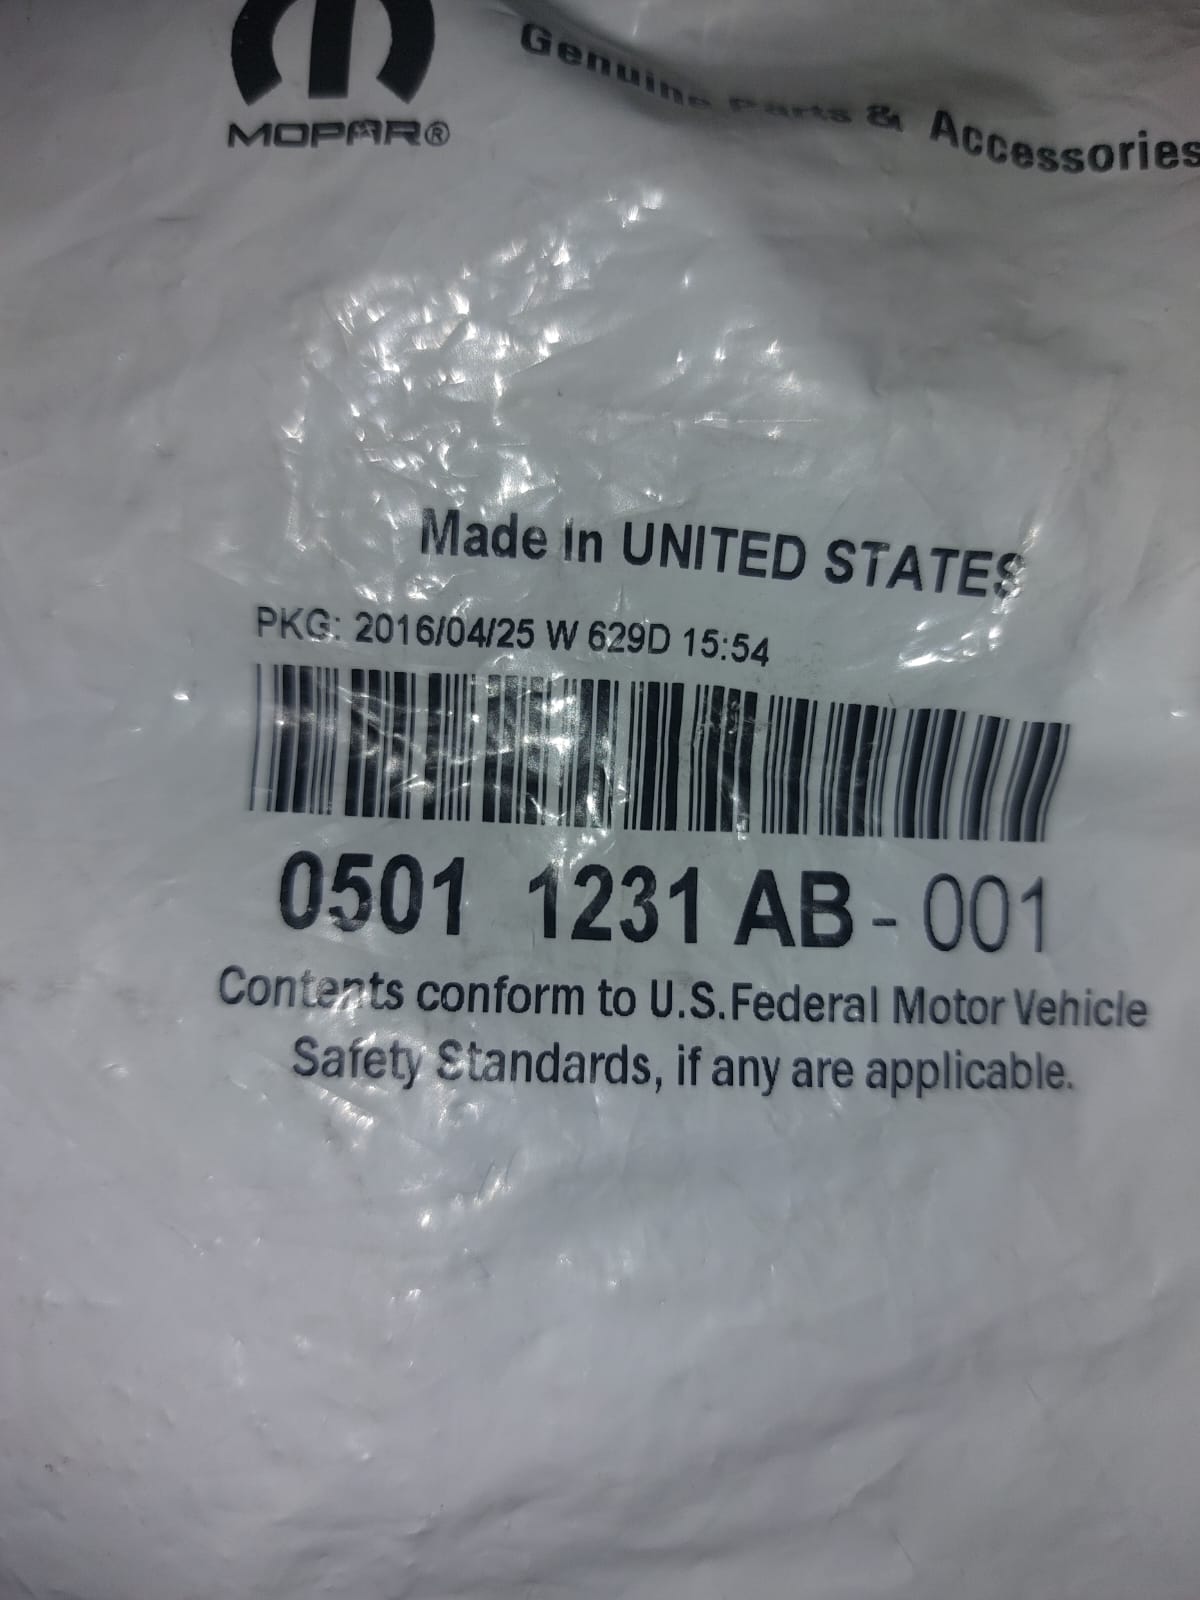 MOPAR®
Genuine Parts & Accessories
Made In UNITED STATES
PKG: 2016/04/25 W 629D 15:54
0501 1231 AB - 001
Contents conform to U.S.Federal Motor Vehicle
Safety Standards, if any are applicable.